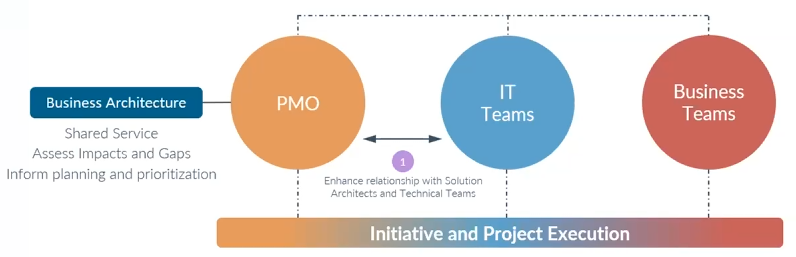 PMO
IT
Teams
Business
Teams
Business Architecture
Shared Service
Assess Impacts and Gaps
Inform planning and prioritization
1
Enhance relationship with Solution
Architects and Technical Teams
Initiative and Project Execution